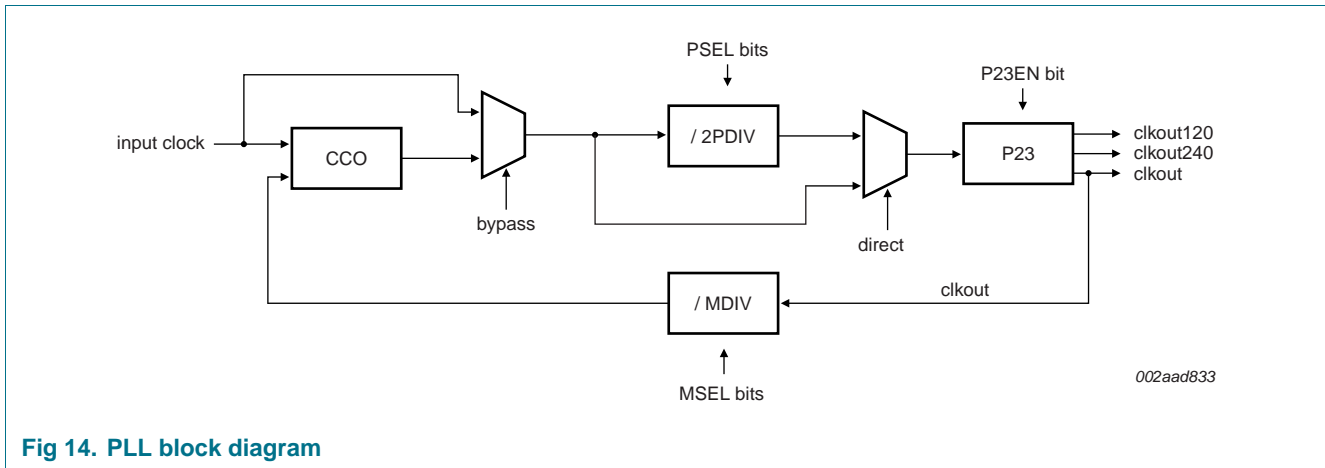 PSEL bits
P23EN bit
input clock
CCO
/ 2PDIV
P23
clkout120
clkout240
clkout
bypass
direct
/ MDIV
clkout
MSEL bits
002aad833
Fig 14. PLL block diagram